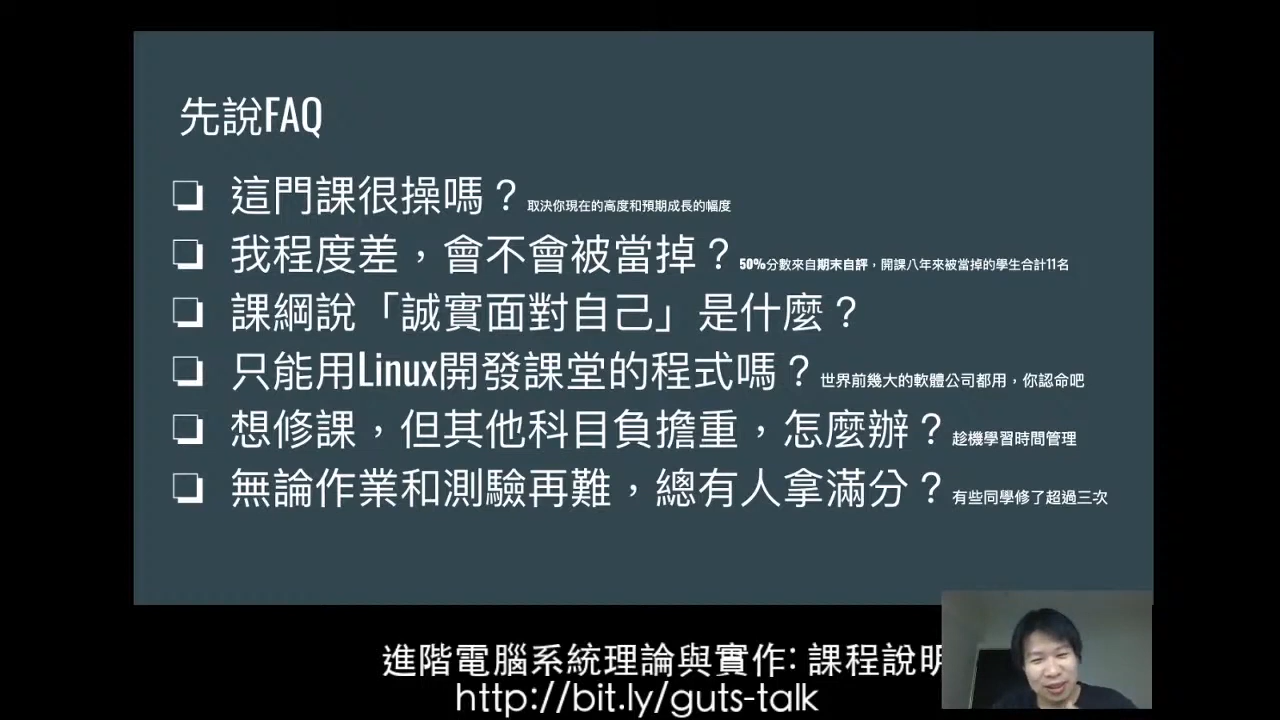 先說FAQ
這門課很操嗎？取決你現在的高度和預期成長的幅度
我程度差，會不會被當掉？50%分數來自期末自評，開課八年來被當掉的學生合計11名
課綱說「誠實面對自己」是什麼？
只能用Linux開發課堂的程式嗎？世界前幾大的軟體公司都用，你認命吧
想修課，但其他科目負擔重，怎麼辦？趁機學習時間管理
無論作業和測驗再難，總有人拿滿分？有些同學修了超過三次
進階電腦系統理論與實作: 課程說明
http://bit.ly/guts-talk